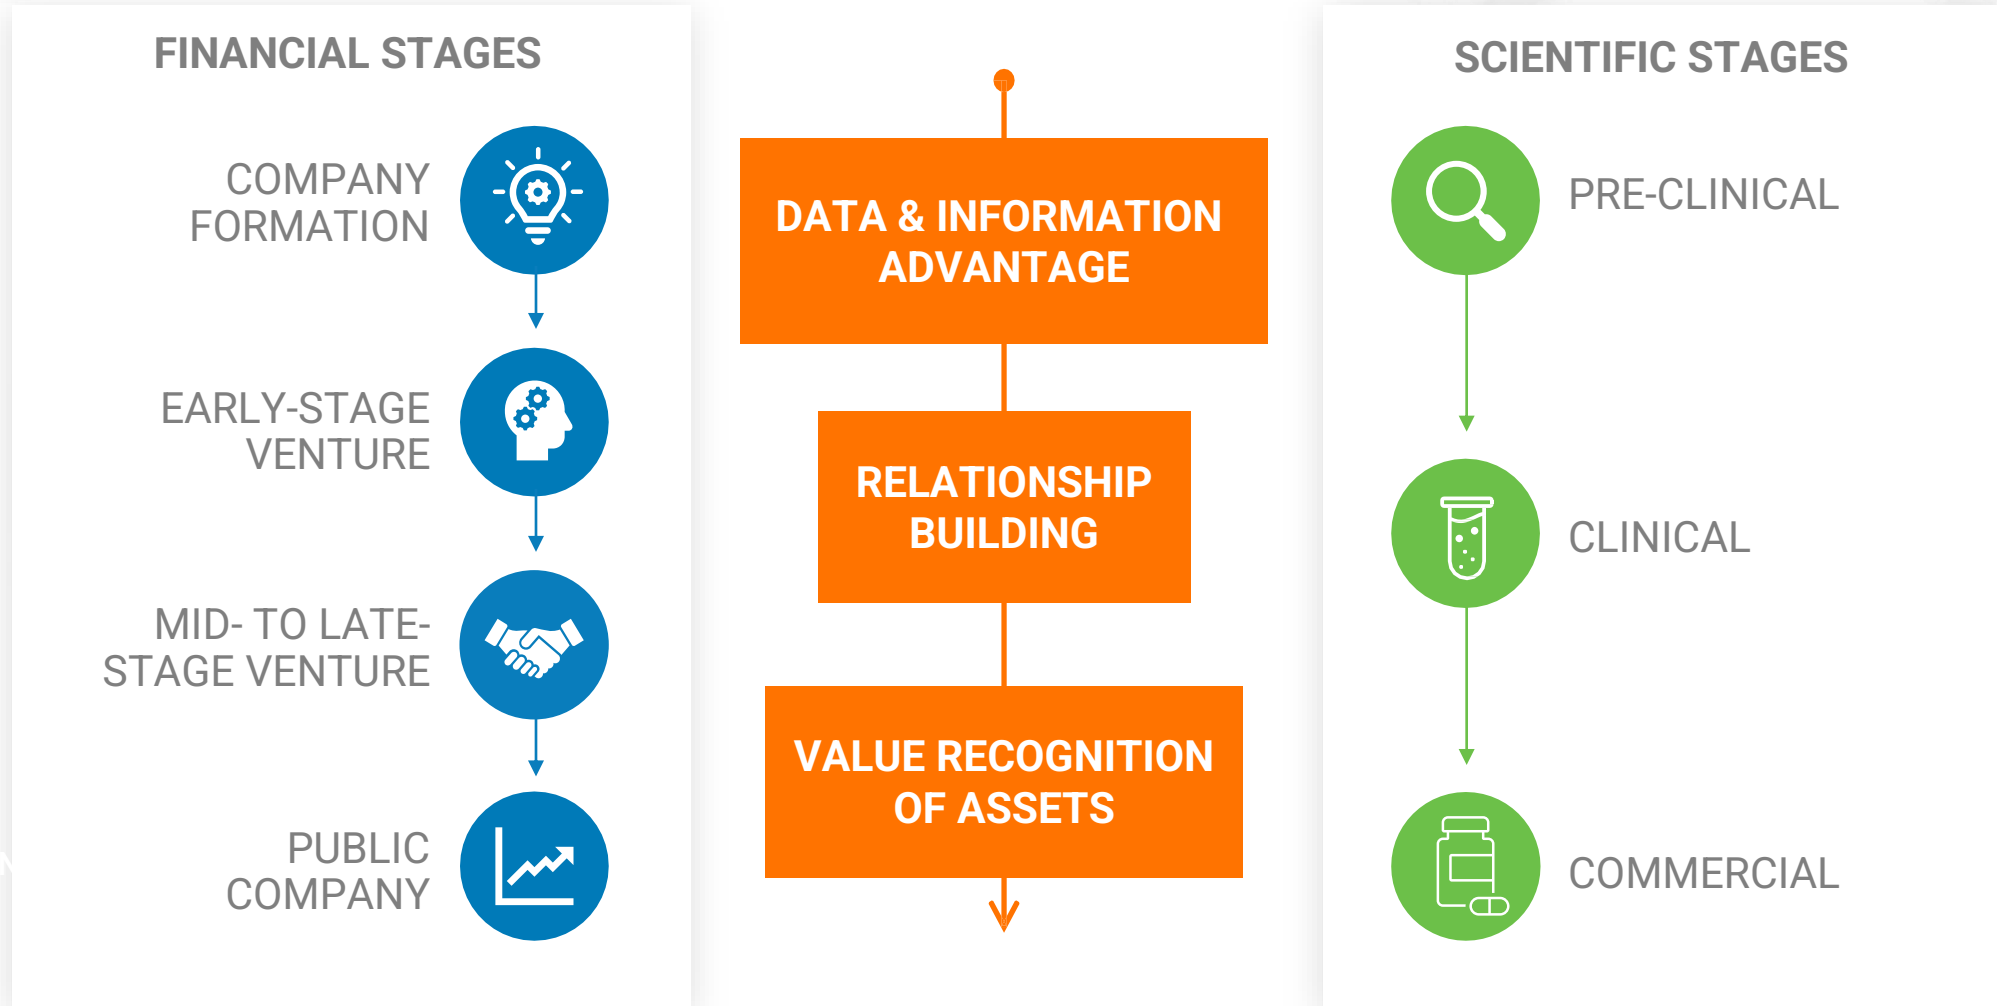 FINANCIAL STAGES
COMPANY
FORMATION
EARLY-STAGE
VENTURE
MID- TO LATE-
STAGE VENTURE
PUBLIC
COMPANY
DATA & INFORMATION
ADVANTAGE
RELATIONSHIP
BUILDING
VALUE RECOGNITION
OF ASSETS
SCIENTIFIC STAGES
PRE-CLINICAL
CLINICAL
COMMERCIAL